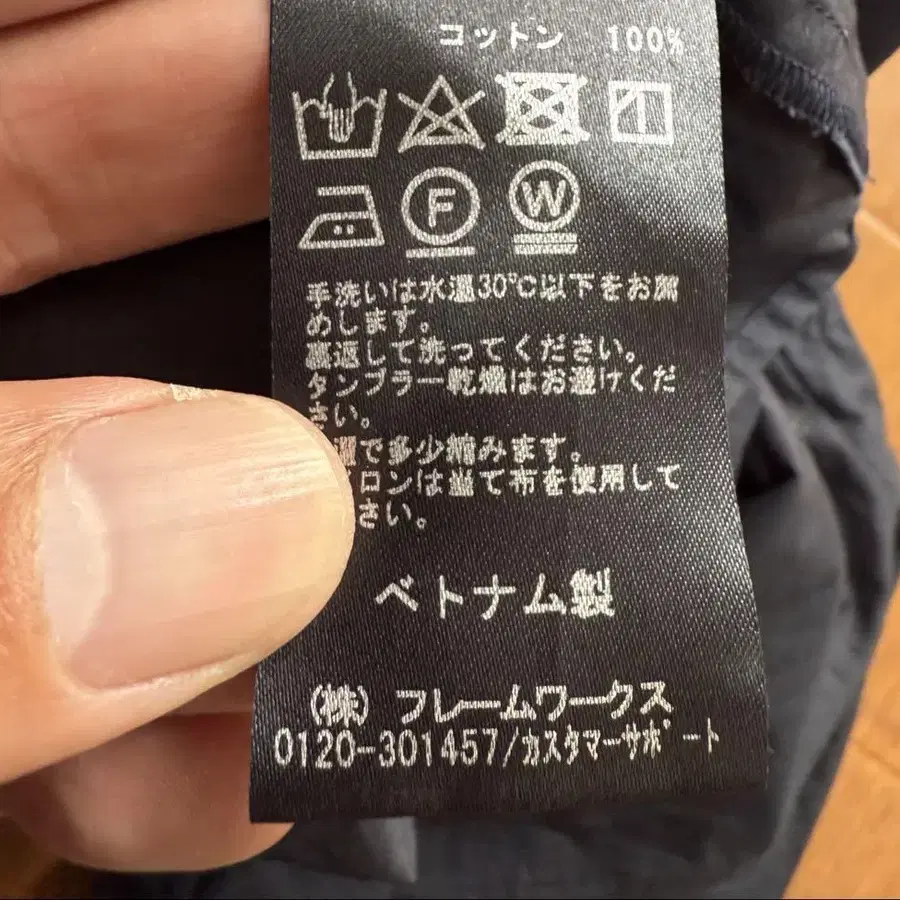 コットン 100%
F W
手洗いは水温30℃以下をお薦
めします。
裏返して洗ってください。
タンブラー乾燥はお避けくだ
さい。
濯で多少縮みます。
ロンは当て布を使用して
さい。
ベトナム製
(株) フレームワークス
0120-301457/カスタマーサポート